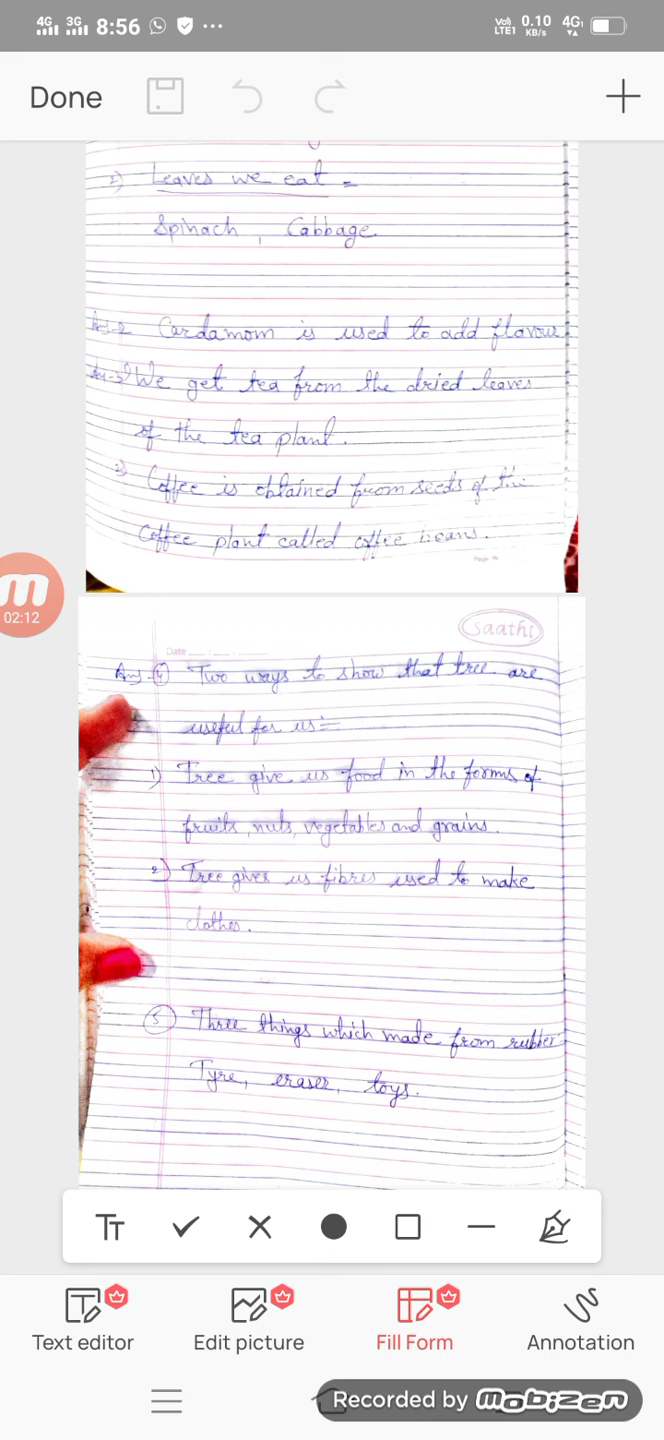 4G 3G 8:56 ... VoD LTE1 0.10 KB/s 4G
Done
Leaves we eat =
Spinach, Cabbage.
Ans-2 Cardamom is used to add flavour
Ans-3 1) We get tea from the dried leaves
of the tea plant.
2) Coffee is obtained from seeds of the
Coffee plant called coffee beans.
02:12
Saathi
Date
Ans-4 Two ways to show that tree are
useful for us :=
1) Tree give us food in the forms of
fruits, nuts, vegetables and grains.
2) Tree gives us fibres used to make
clothes.
5 Three things which made from rubber
Tyre, eraser, toys.
TT
Text editor Edit picture Fill Form Annotation
Recorded by mobizen